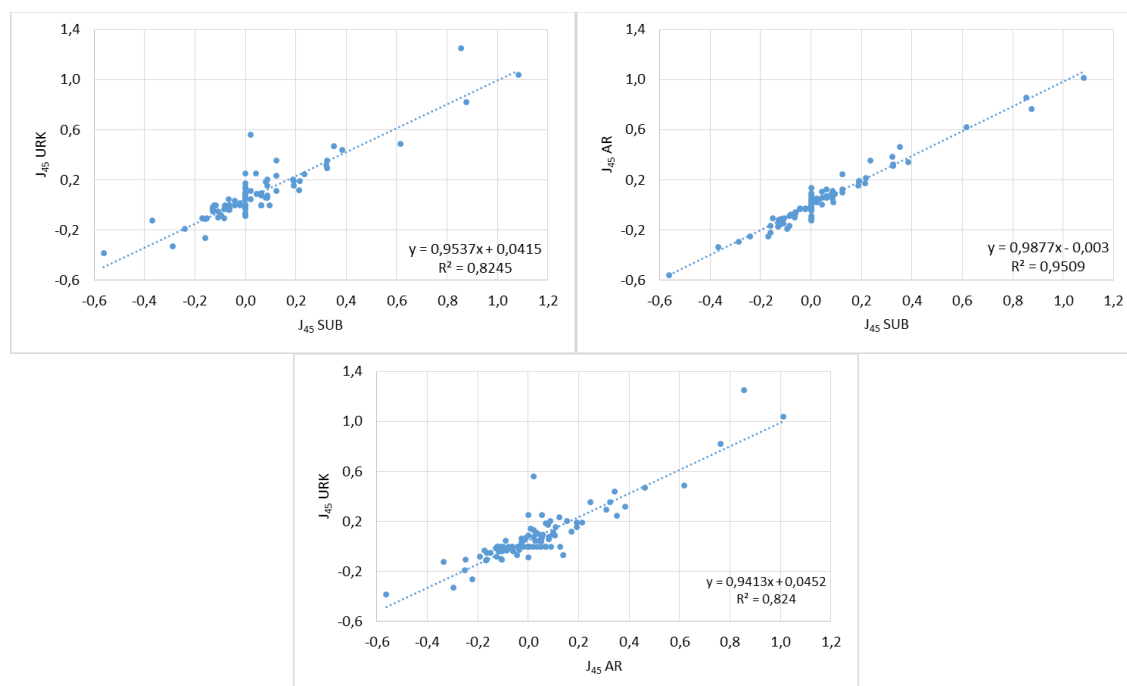 1,4
1,0
0,6
0,2
-0,2
-0,6
J₄₅ URK
-0,6 -0,4 -0,2 0,0 0,2 0,4 0,6 0,8 1,0 1,2
J₄₅ SUB
y = 0,9537x + 0,0415
R² = 0,8245
1,4
1,0
0,6
0,2
-0,2
-0,6
J₄₅ AR
-0,6 -0,4 -0,2 0,0 0,2 0,4 0,6 0,8 1,0 1,2
J₄₅ SUB
y = 0,9877x - 0,003
R² = 0,9509
1,4
1,0
0,6
0,2
-0,2
-0,6
J₄₅ URK
-0,6 -0,4 -0,2 0,0 0,2 0,4 0,6 0,8 1,0 1,2
J₄₅ AR
y = 0,9413x + 0,0452
R² = 0,824